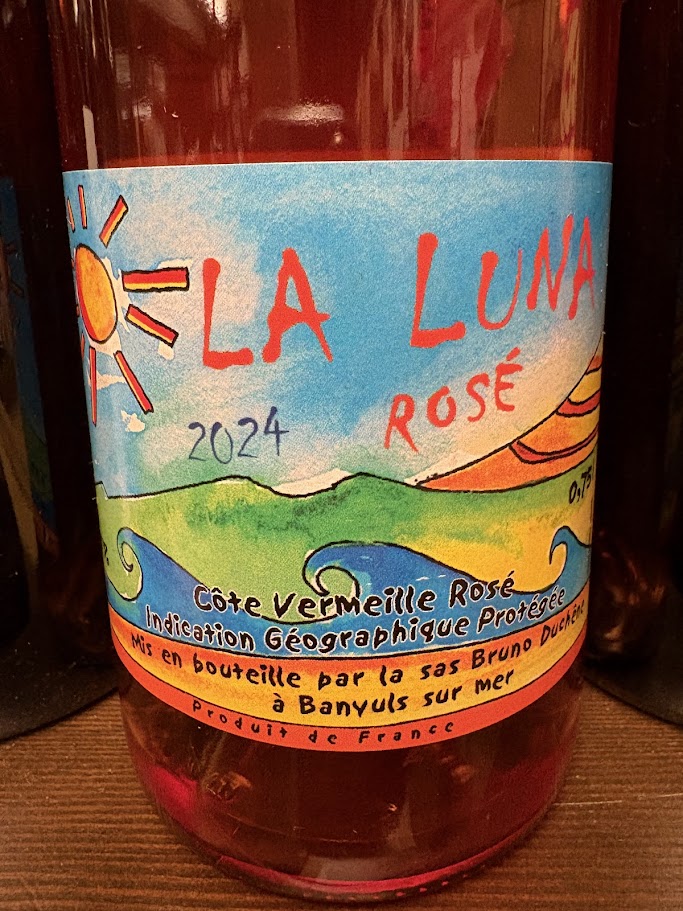 LA LUNA
ROSÉ
2024
0,75
%
Côte Vermeille Rosé
Indication Géographique Protégée
Mis en bouteille par la sas Bruno Duchêne
à Banyuls sur mer
Produit de France